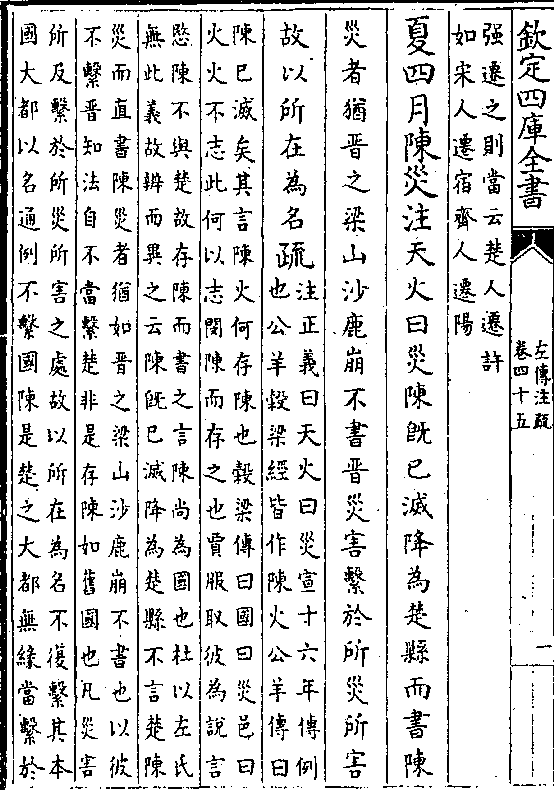 欽定四庫全書
左傳注疏
卷四十五
一
强遷之則當云楚人遷許
如宋人遷宿齊人遷陽
夏四月陳災注天火曰災陳既已滅降為楚縣而書陳
災者猶晉之梁山沙鹿崩不書晉災害繫於所災所害
故以所在為名疏
注正義曰天火曰災宣十六年傳例
也公羊穀梁經皆作陳火公羊傳曰
陳已滅矣其言陳火何存陳也穀梁傳曰國曰災邑曰
火火不志此何以志閔陳而存之也賈服取彼為說言
愍陳不與楚故存陳而書之言陳尚為國也杜以左氏
無此義故辨而異之云陳既已滅降為楚縣不言楚陳
災而直書陳災者猶如晉之梁山沙鹿崩不書也以彼
不繫晉知法自不當繫楚非是存陳如舊國也凡災害
所及繫於所災所害之處故以所在為名不復繫其本
國大都以名通例不繫國陳是楚之大都無緣當繫於